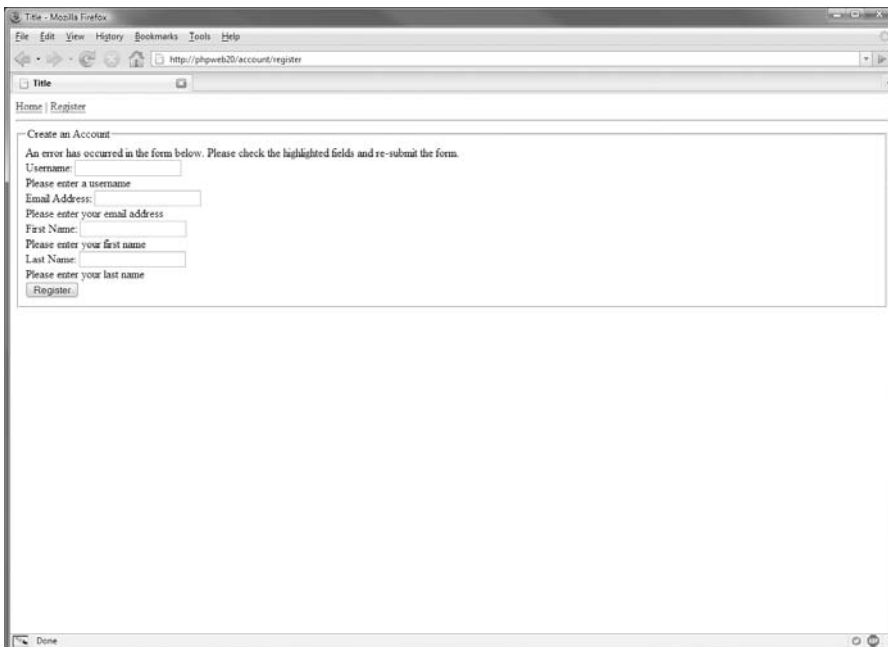 Title - Mozilla Firefox
File Edit View History Bookmarks Tools Help
http://phpweb20/account/register
Title
Home | Register
Create an Account
An error has occurred in the form below. Please check the highlighted fields and re-submit the form.
Username:
Please enter a username
Email Address:
Please enter your email address
First Name:
Please enter your first name
Last Name:
Please enter your last name
Register
Done